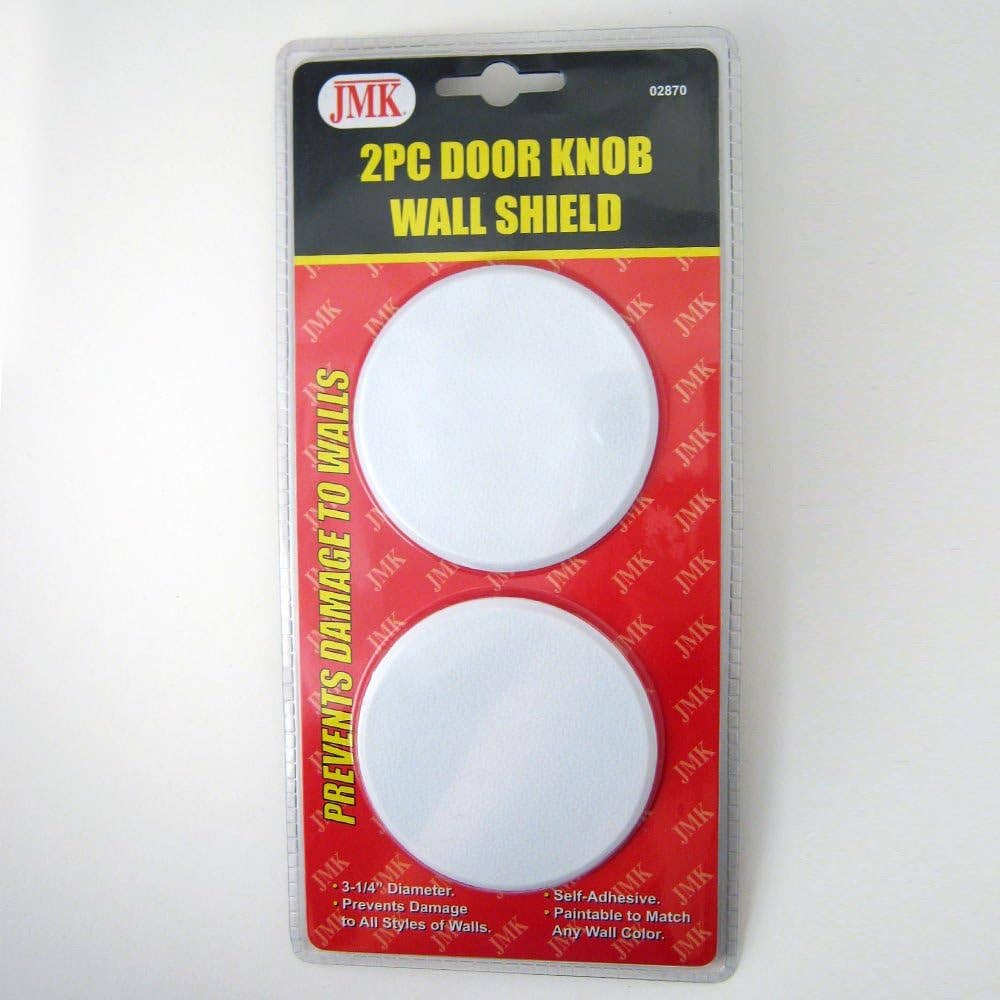 JMK
02870
2PC DOOR KNOB
WALL SHIELD
PREVENTS DAMAGE TO WALLS
• 3-1/4" Diameter.
• Prevents Damage
to All Styles of Walls.
• Self-Adhesive.
• Paintable to Match
Any Wall Color.